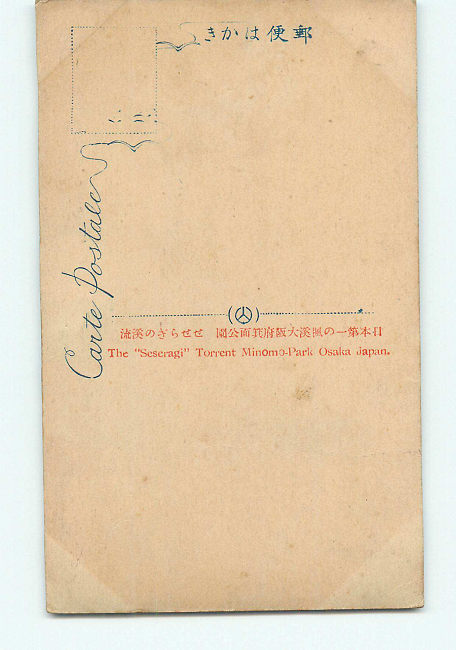 郵便はかき
Carte Postale
日本第一の楓溪大阪府箕面公園 せせらぎの溪流
The "Seseragi" Torrent Minomo-Park Osaka Japan.